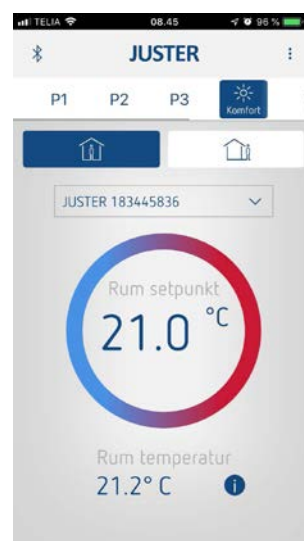 TELIA 08.45 96 %
JUSTER
P1 P2 P3 Komfort
JUSTER 183445836
Rum setpunkt
21.0 °C
Rum temperatur
21.2° C i